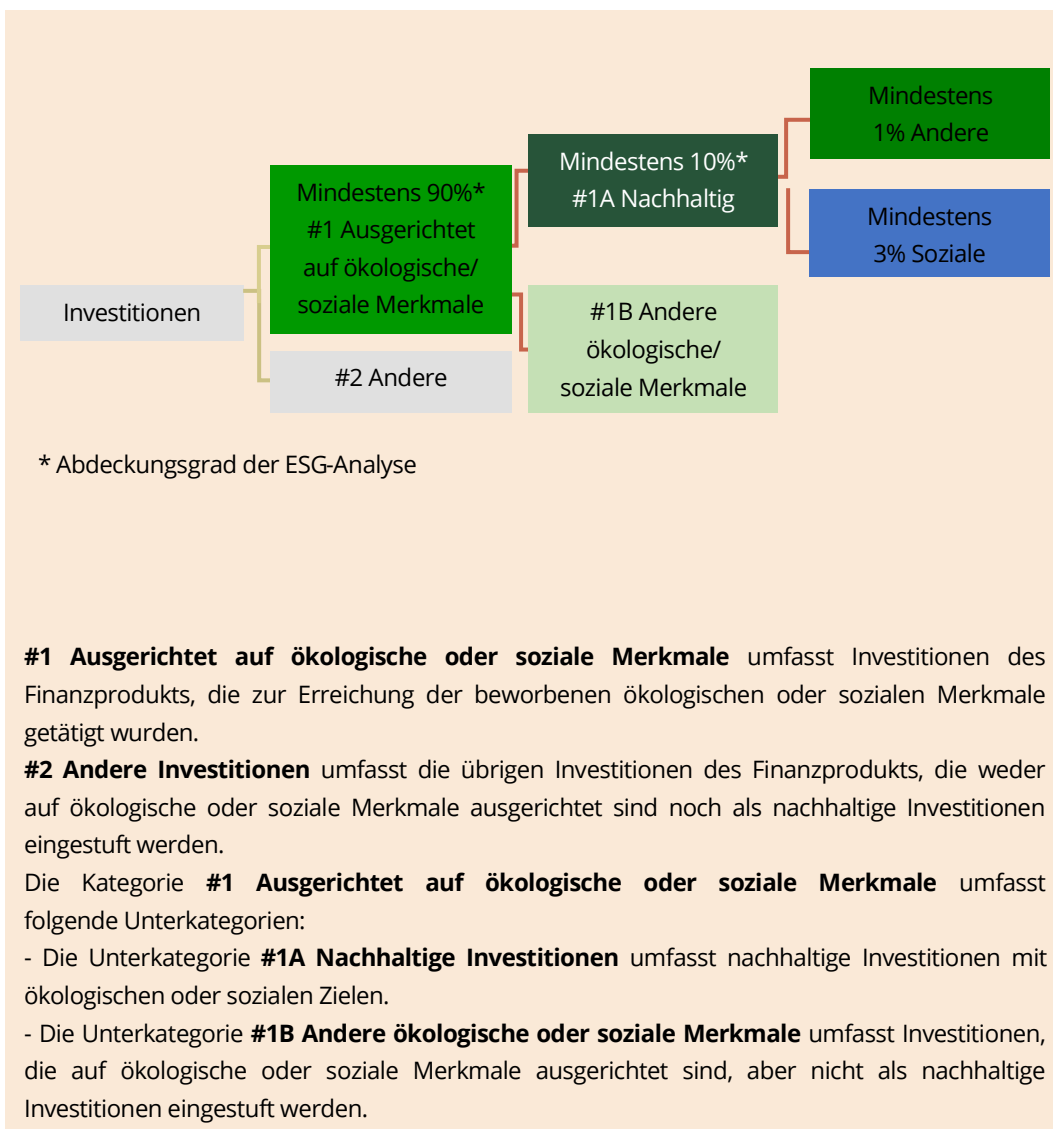 Mindestens
1% Andere
Mindestens 10%*
#1A Nachhaltig
Mindestens 90%*
#1 Ausgerichtet
auf ökologische/
soziale Merkmale
Mindestens
3% Soziale
Investitionen
#1B Andere
ökologische/
soziale Merkmale
#2 Andere
* Abdeckungsgrad der ESG-Analyse
#1 Ausgerichtet auf ökologische oder soziale Merkmale umfasst Investitionen des
Finanzprodukts, die zur Erreichung der beworbenen ökologischen oder sozialen Merkmale
getätigt wurden.
#2 Andere Investitionen umfasst die übrigen Investitionen des Finanzprodukts, die weder
auf ökologische oder soziale Merkmale ausgerichtet sind noch als nachhaltige Investitionen
eingestuft werden.
Die Kategorie #1 Ausgerichtet auf ökologische oder soziale Merkmale umfasst
folgende Unterkategorien:
- Die Unterkategorie #1A Nachhaltige Investitionen umfasst nachhaltige Investitionen mit
ökologischen oder sozialen Zielen.
- Die Unterkategorie #1B Andere ökologische oder soziale Merkmale umfasst Investitionen,
die auf ökologische oder soziale Merkmale ausgerichtet sind, aber nicht als nachhaltige
Investitionen eingestuft werden.